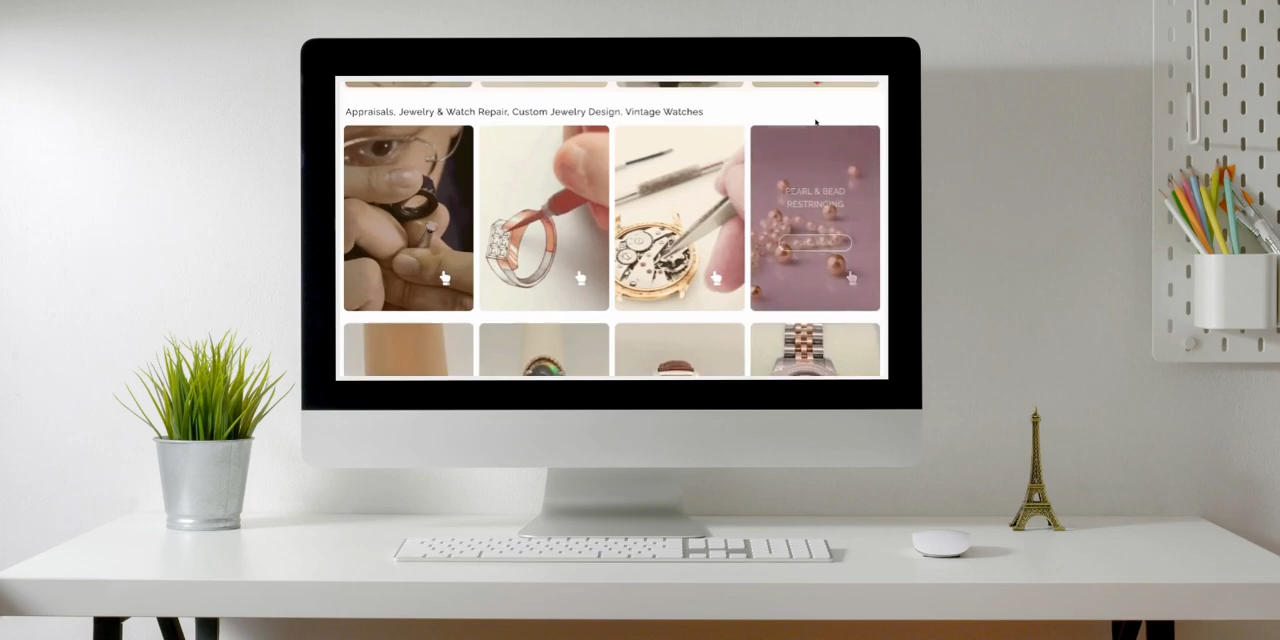 Appraisals, Jewelry & Watch Repair, Custom Jewelry Design, Vintage Watches
PEARL & BEAD
RESTRINGING